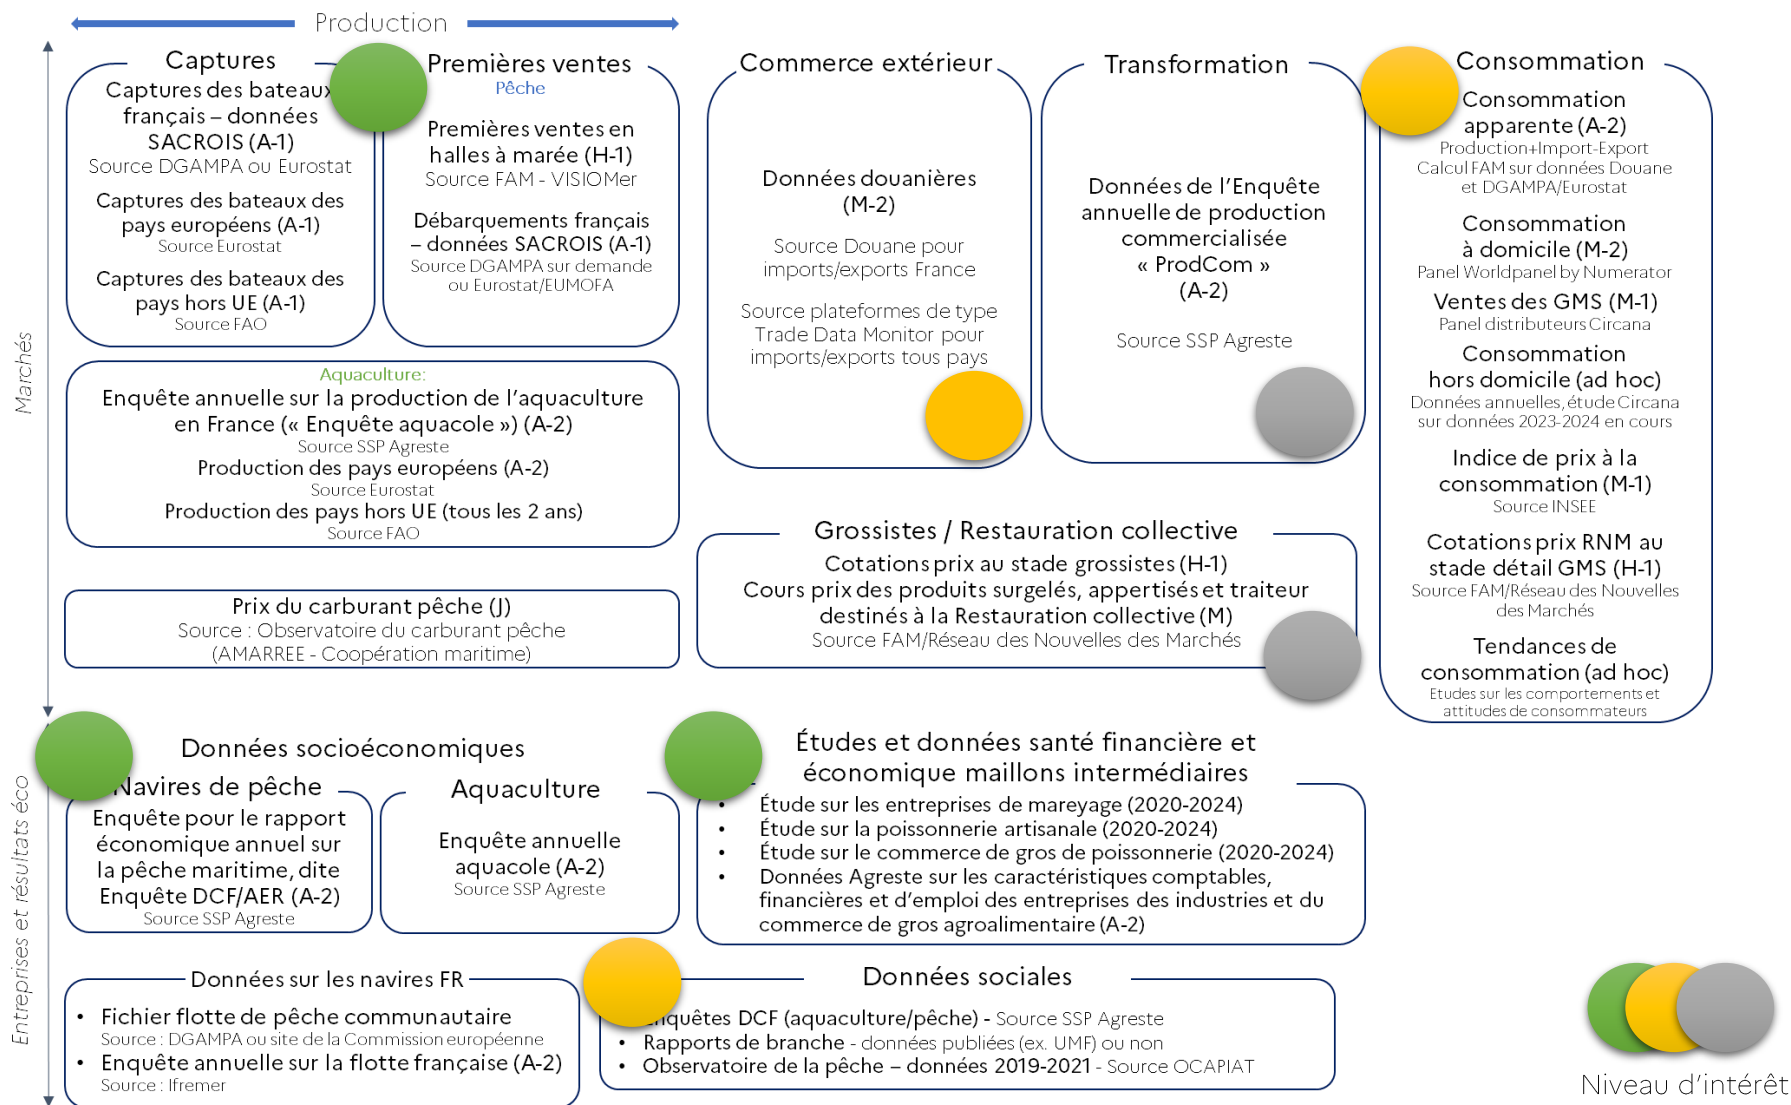 Production
Marchés
Captures
Captures des bateaux
français – données
SACROIS (A-1)
Source DGAMPA ou Eurostat
Captures des bateaux des
pays européens (A-1)
Source Eurostat
Captures des bateaux des
pays hors UE (A-1)
Source FAO
Premières ventes
Pêche
Premières ventes en
halles à marée (H-1)
Source FAM - VISIOMer
Débarquements français
– données SACROIS (A-1)
Source DGAMPA sur demande
ou Eurostat/EUMOFA
Aquaculture:
Enquête annuelle sur la production de l'aquaculture
en France (« Enquête aquacole ») (A-2)
Source SSP Agreste
Production des pays européens (A-2)
Source Eurostat
Production des pays hors UE (tous les 2 ans)
Source FAO
Prix du carburant pêche (J)
Source : Observatoire du carburant pêche
(AMARREE - Coopération maritime)
Commerce extérieur
Données douanières
(M-2)
Source Douane pour
imports/exports France
Source plateformes de type
Trade Data Monitor pour
imports/exports tous pays
Transformation
Données de l'Enquête
annuelle de production
commercialisée
« ProdCom »
(A-2)
Source SSP Agreste
Grossistes / Restauration collective
Cotations prix au stade grossistes (H-1)
Cours prix des produits surgelés, appertisés et traiteur
destinés à la Restauration collective (M)
Source FAM/Réseau des Nouvelles des Marchés
Consommation
Consommation
apparente (A-2)
Production+Import-Export
Calcul FAM sur données Douane
et DGAMPA/Eurostat
Consommation
à domicile (M-2)
Panel Worldpanel by Numerator
Ventes des GMS (M-1)
Panel distributeurs Circana
Consommation
hors domicile (ad hoc)
Données annuelles, étude Circana
sur données 2023-2024 en cours
Indice de prix à la
consommation (M-1)
Source INSEE
Cotations prix RNM au
stade détail GMS (H-1)
Source FAM/Réseau des Nouvelles
des Marchés
Tendances de
consommation (ad hoc)
Etudes sur les comportements et
attitudes de consommateurs
Entreprises et résultats éco
Données socioéconomiques
Navires de pêche
Enquête pour le rapport
économique annuel sur
la pêche maritime, dite
Enquête DCF/AER (A-2)
Source SSP Agreste
Aquaculture
Enquête annuelle
aquacole (A-2)
Source SSP Agreste
Études et données santé financière et
économique maillons intermédiaires
• Étude sur les entreprises de mareyage (2020-2024)
• Étude sur la poissonnerie artisanale (2020-2024)
• Étude sur le commerce de gros de poissonnerie (2020-2024)
• Données Agreste sur les caractéristiques comptables,
financières et d'emploi des entreprises des industries et du
commerce de gros agroalimentaire (A-2)
Données sur les navires FR
• Fichier flotte de pêche communautaire
Source : DGAMPA ou site de la Commission européenne
• Enquête annuelle sur la flotte française (A-2)
Source : Ifremer
Données sociales
Enquêtes DCF (aquaculture/pêche) - Source SSP Agreste
• Rapports de branche - données publiées (ex. UMF) ou non
• Observatoire de la pêche – données 2019-2021 - Source OCAPIAT
Niveau d'intérêt